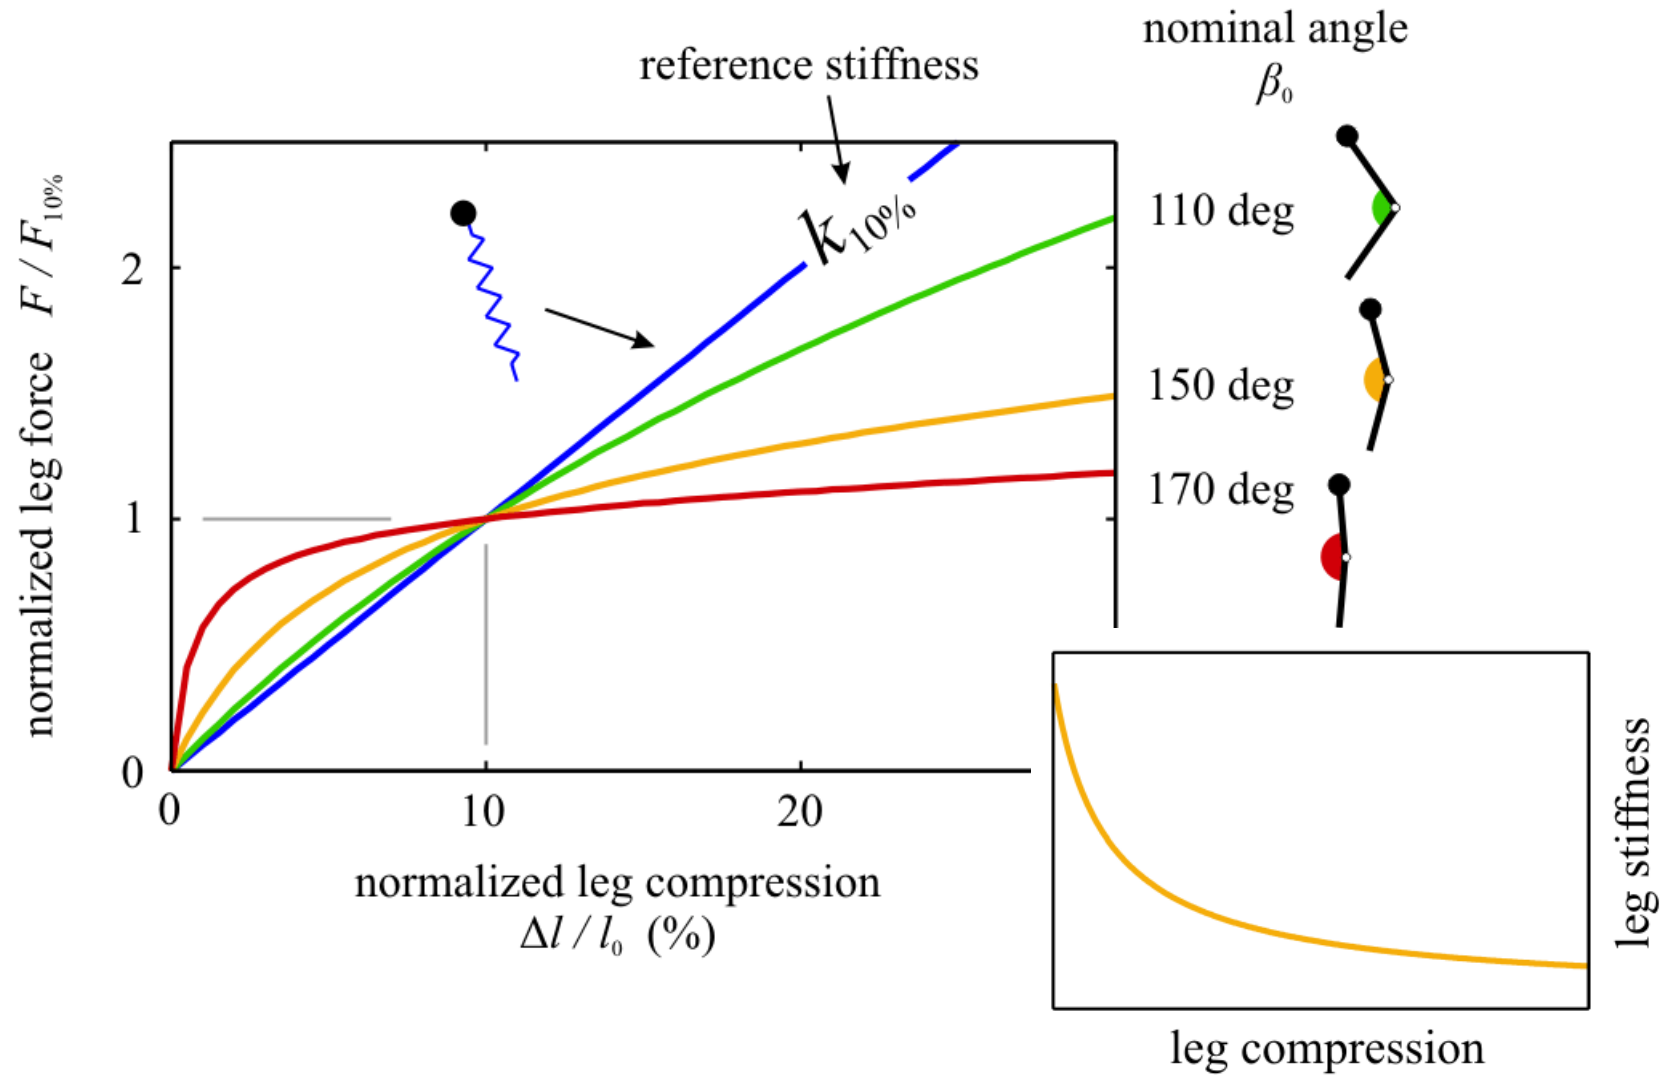 nominal angle
β₀
reference stiffness
k₁₀%
110 deg
150 deg
170 deg
normalized leg force F / F₁₀%
2
1
0
0
10
20
normalized leg compression
Δl / l₀ (%)
leg stiffness
leg compression